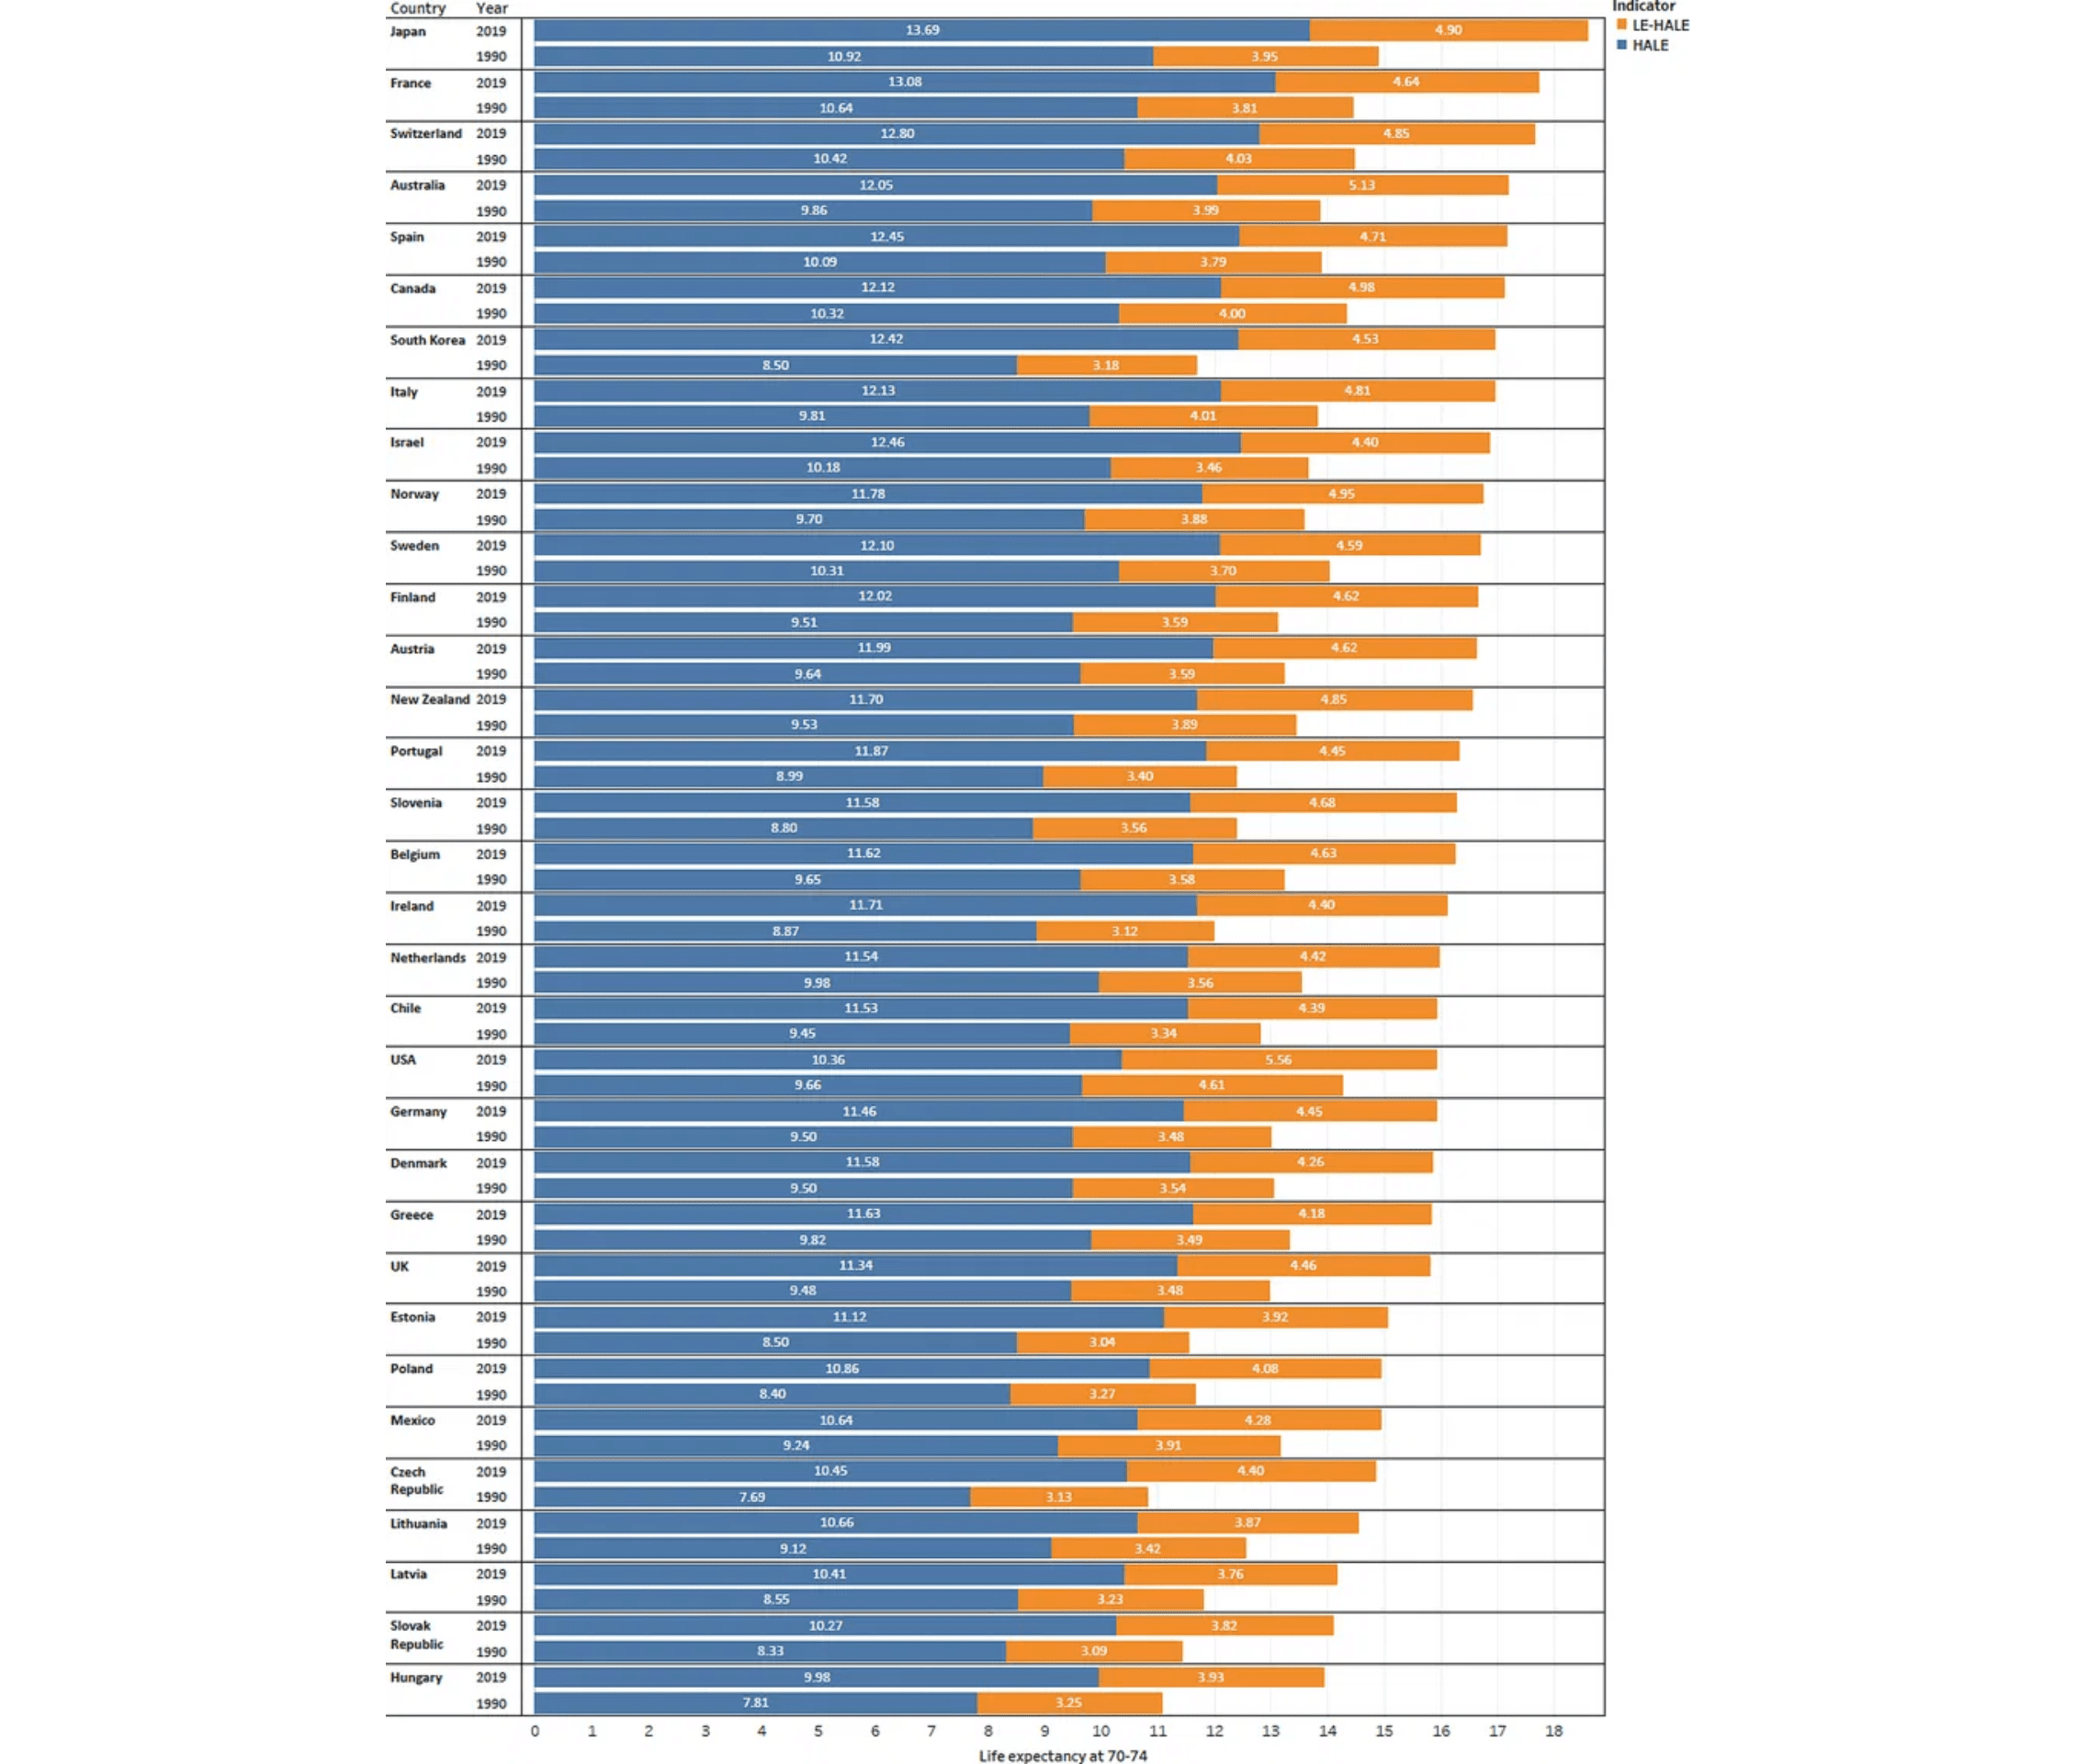 Country Year
Indicator
LE-HALE
HALE
Japan 2019 13.69 4.90
1990 10.92 3.95
France 2019 13.08 4.64
1990 10.64 3.81
Switzerland 2019 12.80 4.85
1990 10.42 4.03
Australia 2019 12.05 5.13
1990 9.86 3.99
Spain 2019 12.45 4.71
1990 10.09 3.79
Canada 2019 12.12 4.98
1990 10.32 4.00
South Korea 2019 12.42 4.53
1990 8.50 3.18
Italy 2019 12.13 4.81
1990 9.81 4.01
Israel 2019 12.46 4.40
1990 10.18 3.46
Norway 2019 11.78 4.95
1990 9.70 3.88
Sweden 2019 12.10 4.59
1990 10.31 3.70
Finland 2019 12.02 4.62
1990 9.51 3.59
Austria 2019 11.99 4.62
1990 9.64 3.59
New Zealand 2019 11.70 4.85
1990 9.53 3.89
Portugal 2019 11.87 4.45
1990 8.99 3.40
Slovenia 2019 11.58 4.68
1990 8.80 3.56
Belgium 2019 11.62 4.63
1990 9.65 3.58
Ireland 2019 11.71 4.40
1990 8.87 3.12
Netherlands 2019 11.54 4.42
1990 9.98 3.56
Chile 2019 11.53 4.39
1990 9.45 3.34
USA 2019 10.36 5.56
1990 9.66 4.61
Germany 2019 11.46 4.45
1990 9.50 3.48
Denmark 2019 11.58 4.26
1990 9.50 3.54
Greece 2019 11.63 4.18
1990 9.82 3.49
UK 2019 11.34 4.46
1990 9.48 3.48
Estonia 2019 11.12 3.92
1990 8.50 3.04
Poland 2019 10.86 4.08
1990 8.40 3.27
Mexico 2019 10.64 4.28
1990 9.24 3.91
Czech 2019 10.45 4.40
Republic 1990 7.69 3.13
Lithuania 2019 10.66 3.87
1990 9.12 3.42
Latvia 2019 10.41 3.76
1990 8.55 3.23
Slovak 2019 10.27 3.82
Republic 1990 8.33 3.09
Hungary 2019 9.98 3.93
1990 7.81 3.25
0 1 2 3 4 5 6 7 8 9 10 11 12 13 14 15 16 17 18
Life expectancy at 70-74